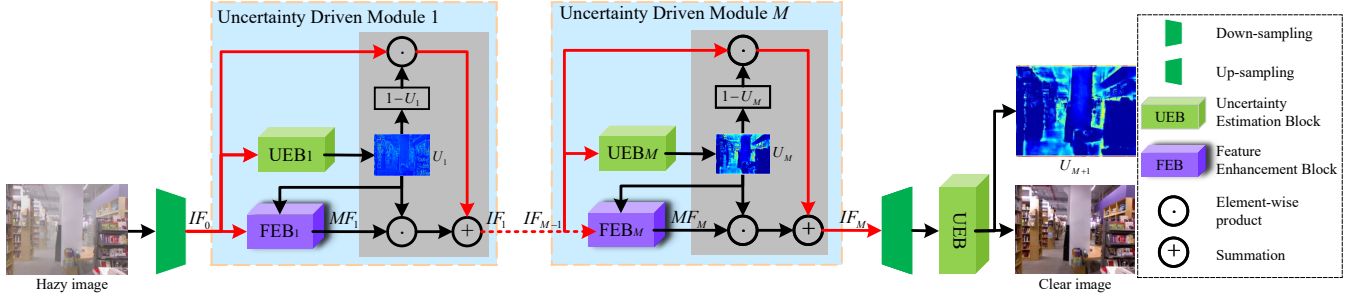 Uncertainty Driven Module 1
1−U1
UEB1
U1
IF0
FEB1
MF1
IF1
Hazy image
Uncertainty Driven Module M
1−UM
UEBM
UM
IFM−1
FEBM
MFM
IFM
UEB
UM+1
Clear image
Down-sampling
Up-sampling
UEB
Uncertainty
Estimation Block
FEB
Feature
Enhancement Block
Element-wise
product
Summation